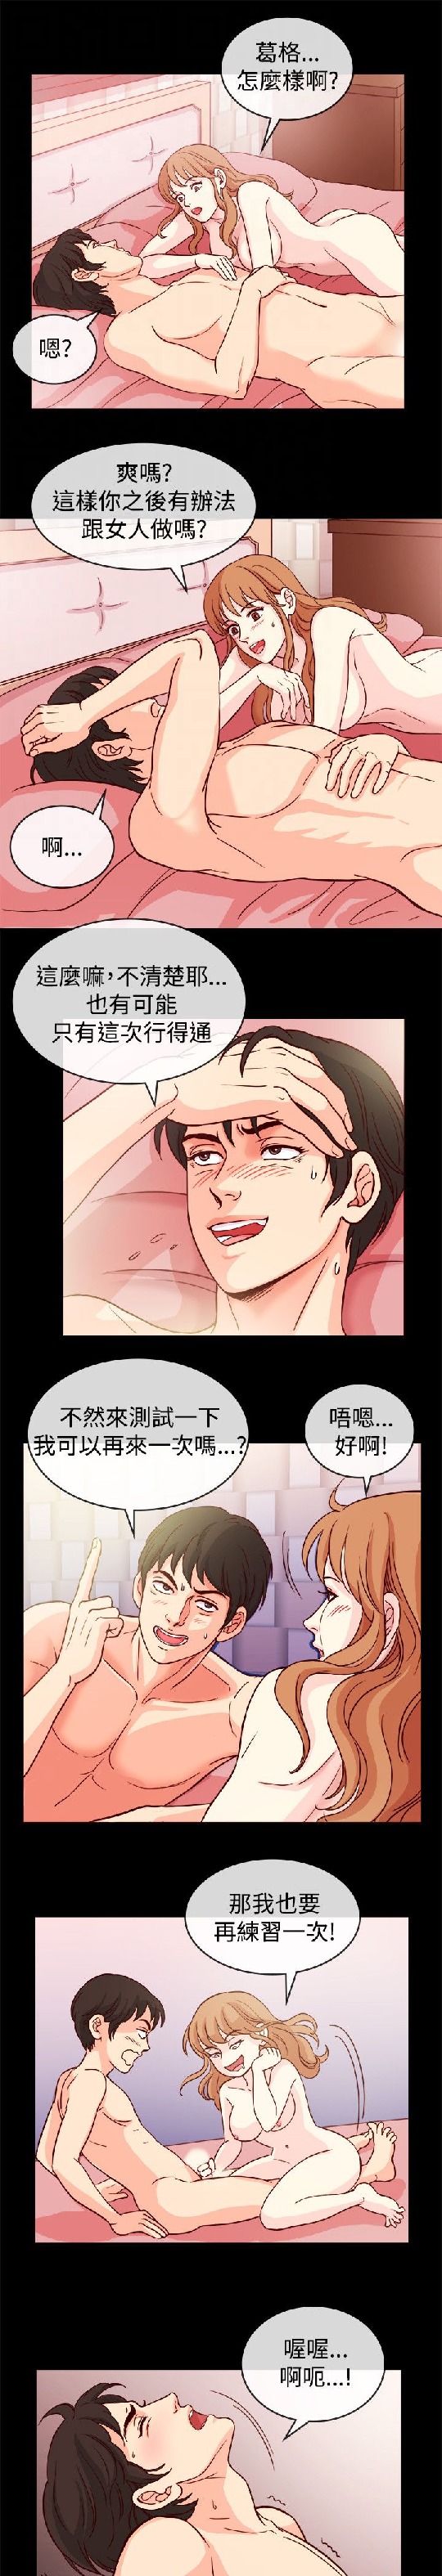 葛格...
怎麼樣啊?
嗯?
爽嗎?
這樣你之後有辦法
跟女人做嗎?
啊...
這麼嘛，不清楚耶...
也有可能
只有這次行得通
不然來測試一下
我可以再來一次嗎...?
唔嗯...
好啊!
那我也要
再練習一次!
喔喔...
啊呃...!